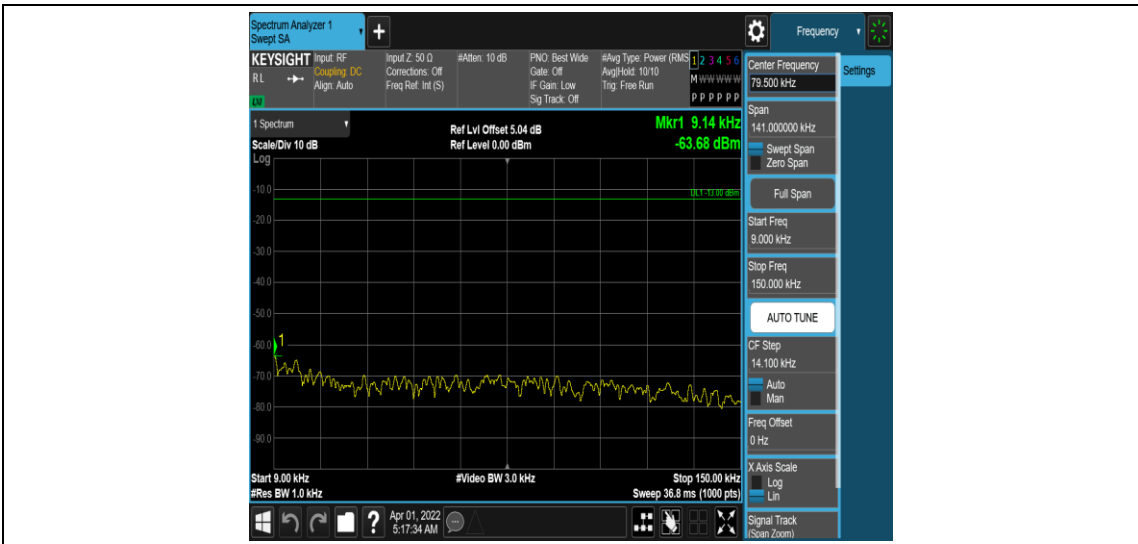 Spectrum Analyzer 1
Swept SA
+
Frequency
KEYSIGHT
RL
LXI
Input: RF
Coupling: DC
Align: Auto
Input Z: 50 Ω
Corrections: Off
Freq Ref: Int (S)
#Atten: 10 dB
PNO: Best Wide
Gate: Off
IF Gain: Low
Sig Track: Off
#Avg Type: Power (RMS
Avg|Hold: 10/10
Trig: Free Run
1 2 3 4 5 6
M W W W W W
P P P P P P
1 Spectrum
Scale/Div 10 dB
Log
Ref Lvl Offset 5.04 dB
Ref Level 0.00 dBm
Mkr1 9.14 kHz
-63.68 dBm
DL1 -13.00 dBm
-10.0
-20.0
-30.0
-40.0
-50.0
-60.0
-70.0
-80.0
-90.0
1
Start 9.00 kHz
#Res BW 1.0 kHz
#Video BW 3.0 kHz
Stop 150.00 kHz
Sweep 36.8 ms (1000 pts)
?
Apr 01, 2022
5:17:34 AM
Center Frequency
79.500 kHz
Settings
Span
141.000000 kHz
Swept Span
Zero Span
Full Span
Start Freq
9.000 kHz
Stop Freq
150.000 kHz
AUTO TUNE
CF Step
14.100 kHz
Auto
Man
Freq Offset
0 Hz
X Axis Scale
Log
Lin
Signal Track
(Span Zoom)